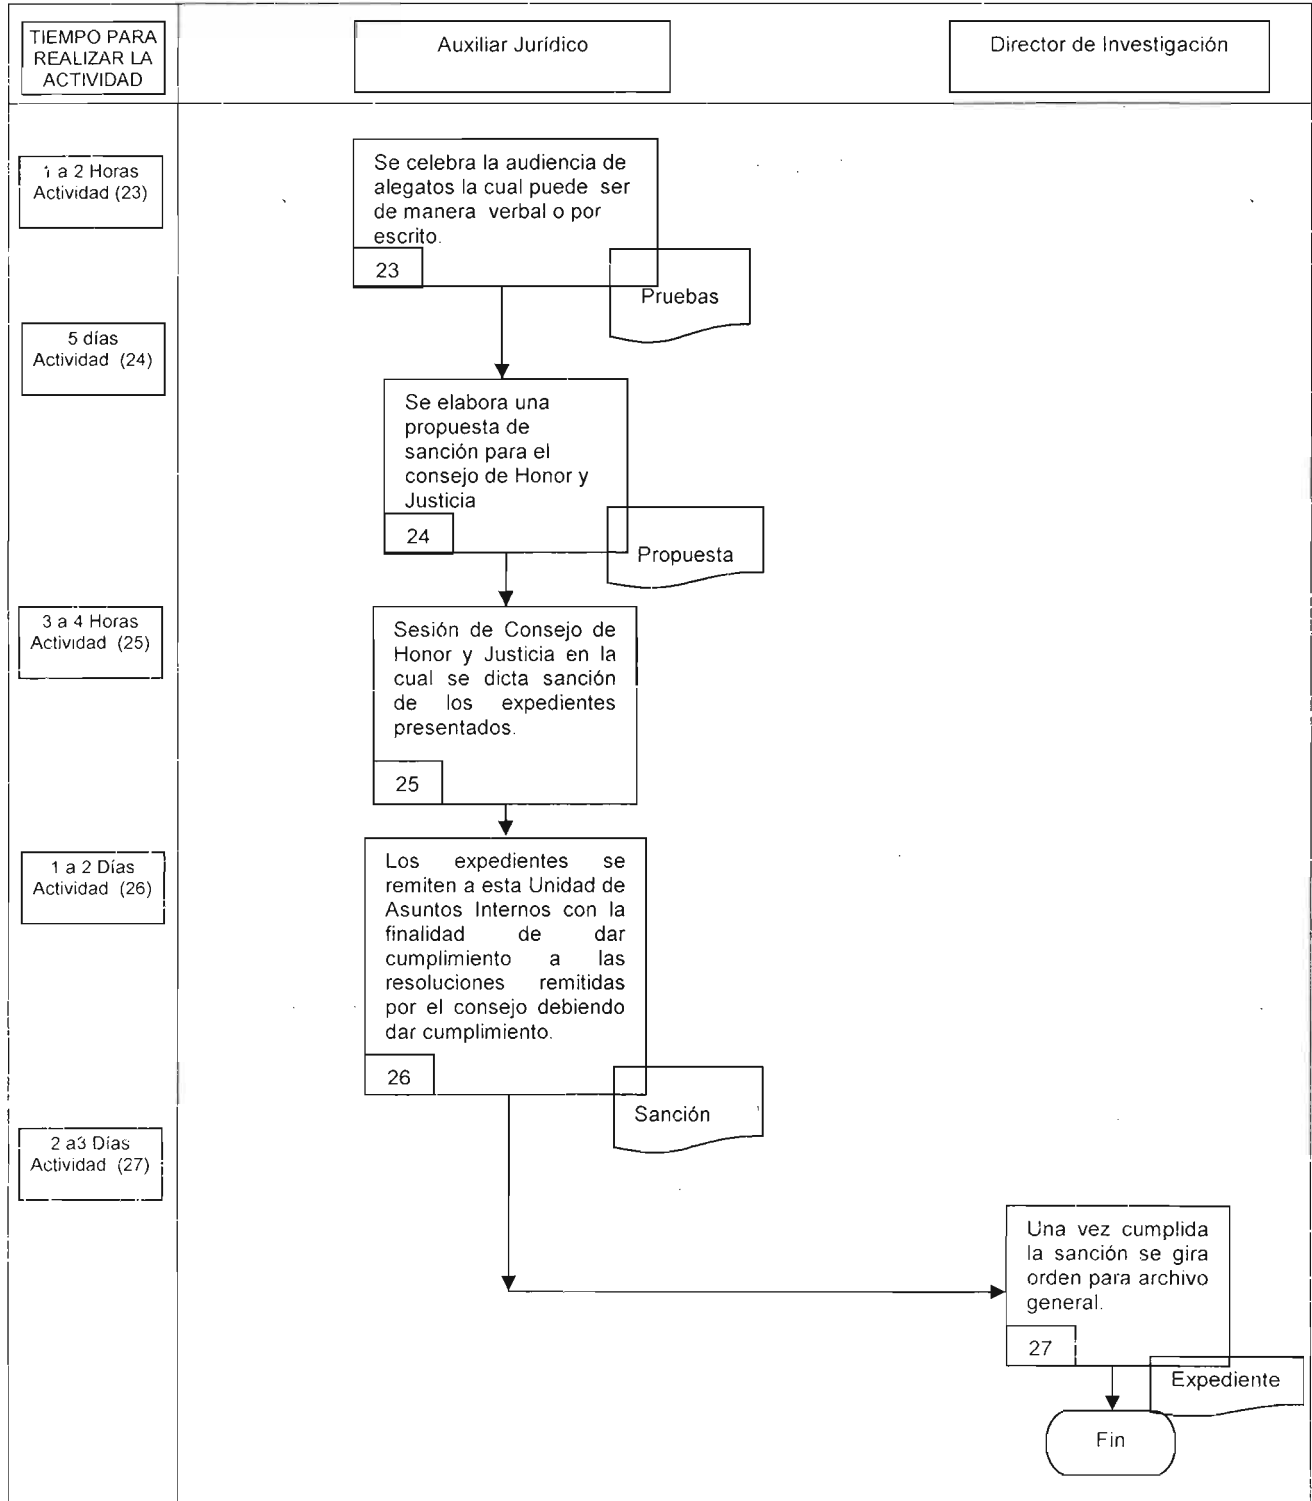 TIEMPO PARA
REALIZAR LA
ACTIVIDAD
Auxiliar Jurídico
Director de Investigación
1 a 2 Horas
Actividad (23)
Se celebra la audiencia de
alegatos la cual puede ser
de manera verbal o por
escrito.
23
Pruebas
5 días
Actividad (24)
Se elabora una
propuesta de
sanción para el
consejo de Honor y
Justicia
24
Propuesta
3 a 4 Horas
Actividad (25)
Sesión de Consejo de
Honor y Justicia en la
cual se dicta sanción
de los expedientes
presentados.
25
1 a 2 Días
Actividad (26)
Los expedientes se
remiten a esta Unidad de
Asuntos Internos con la
finalidad de dar
cumplimiento a las
resoluciones remitidas
por el consejo debiendo
dar cumplimiento.
26
Sanción
2 a3 Días
Actividad (27)
Una vez cumplida
la sanción se gira
orden para archivo
general.
27
Expediente
Fin